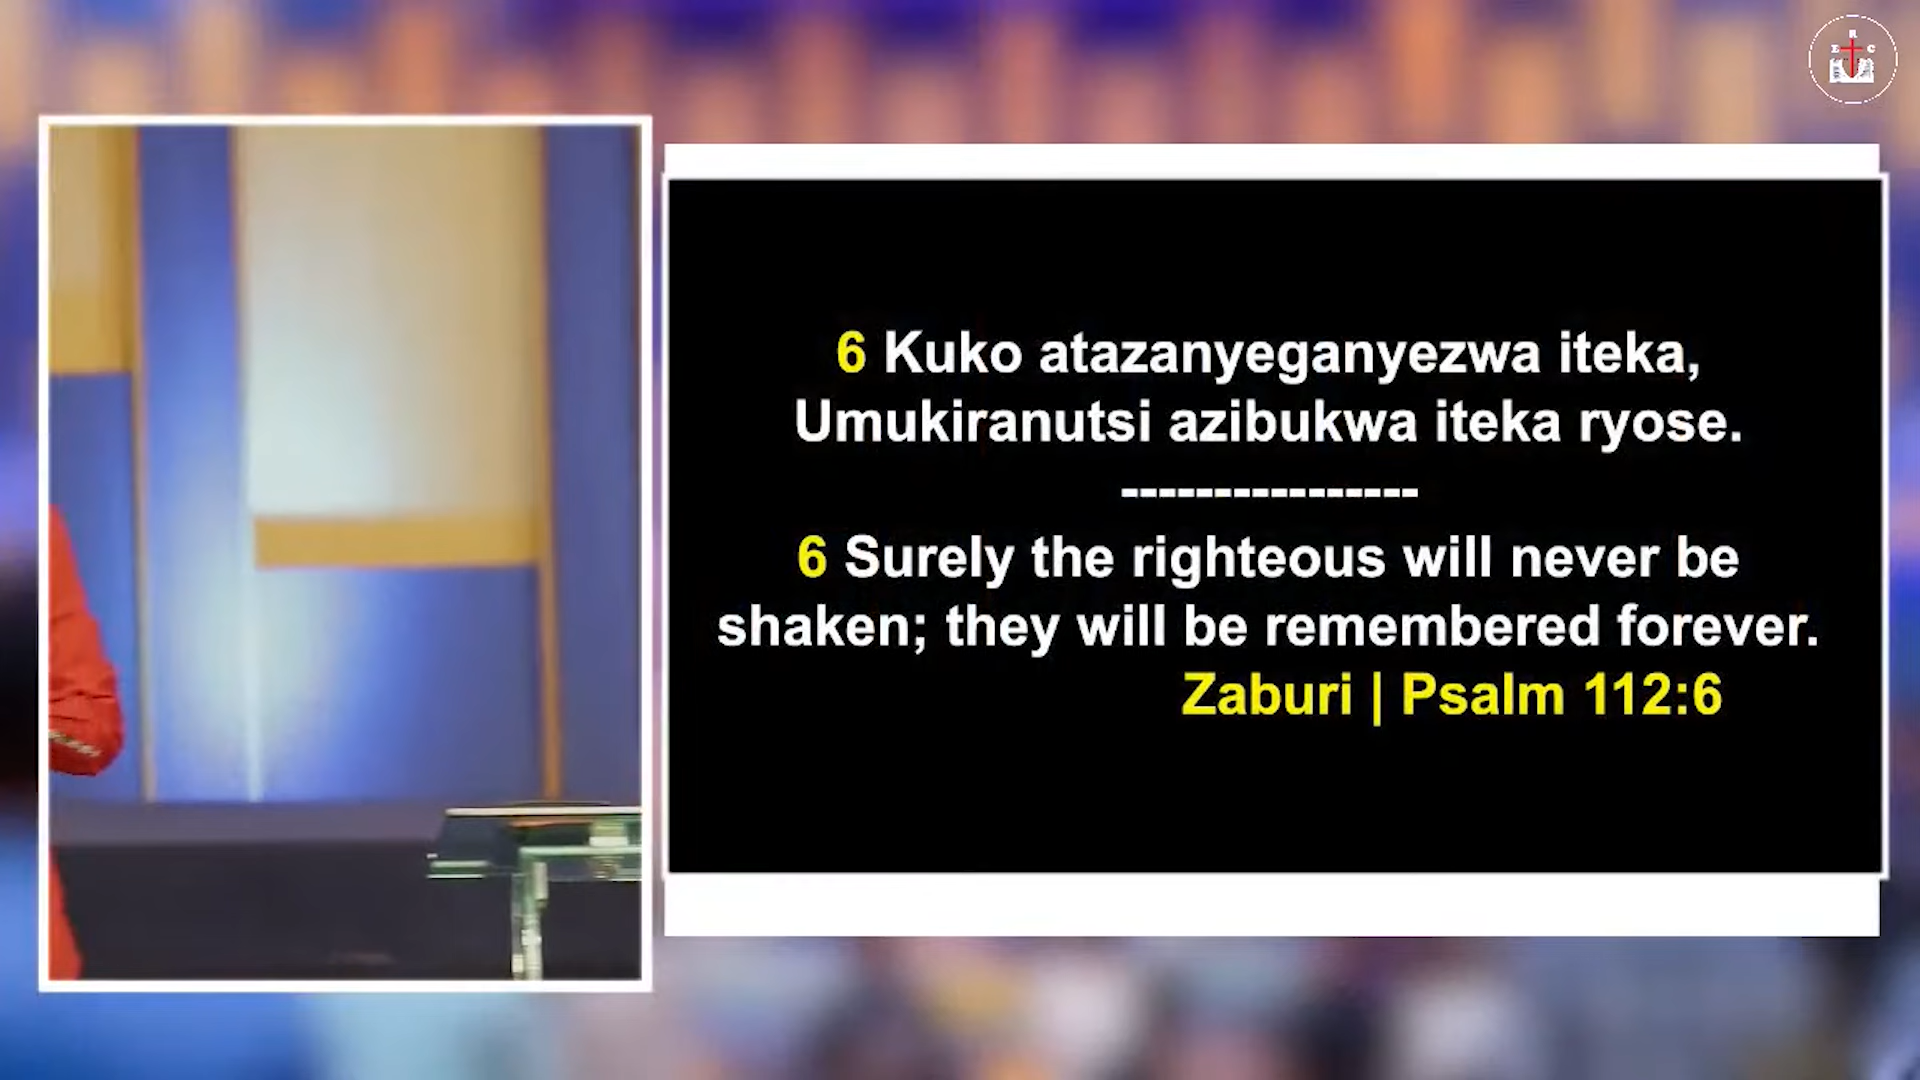 E R C
6 Kuko atazanyeganyezwa iteka,
Umukiranutsi azibukwa iteka ryose.
----------------
6 Surely the righteous will never be
shaken; they will be remembered forever.
Zaburi | Psalm 112:6